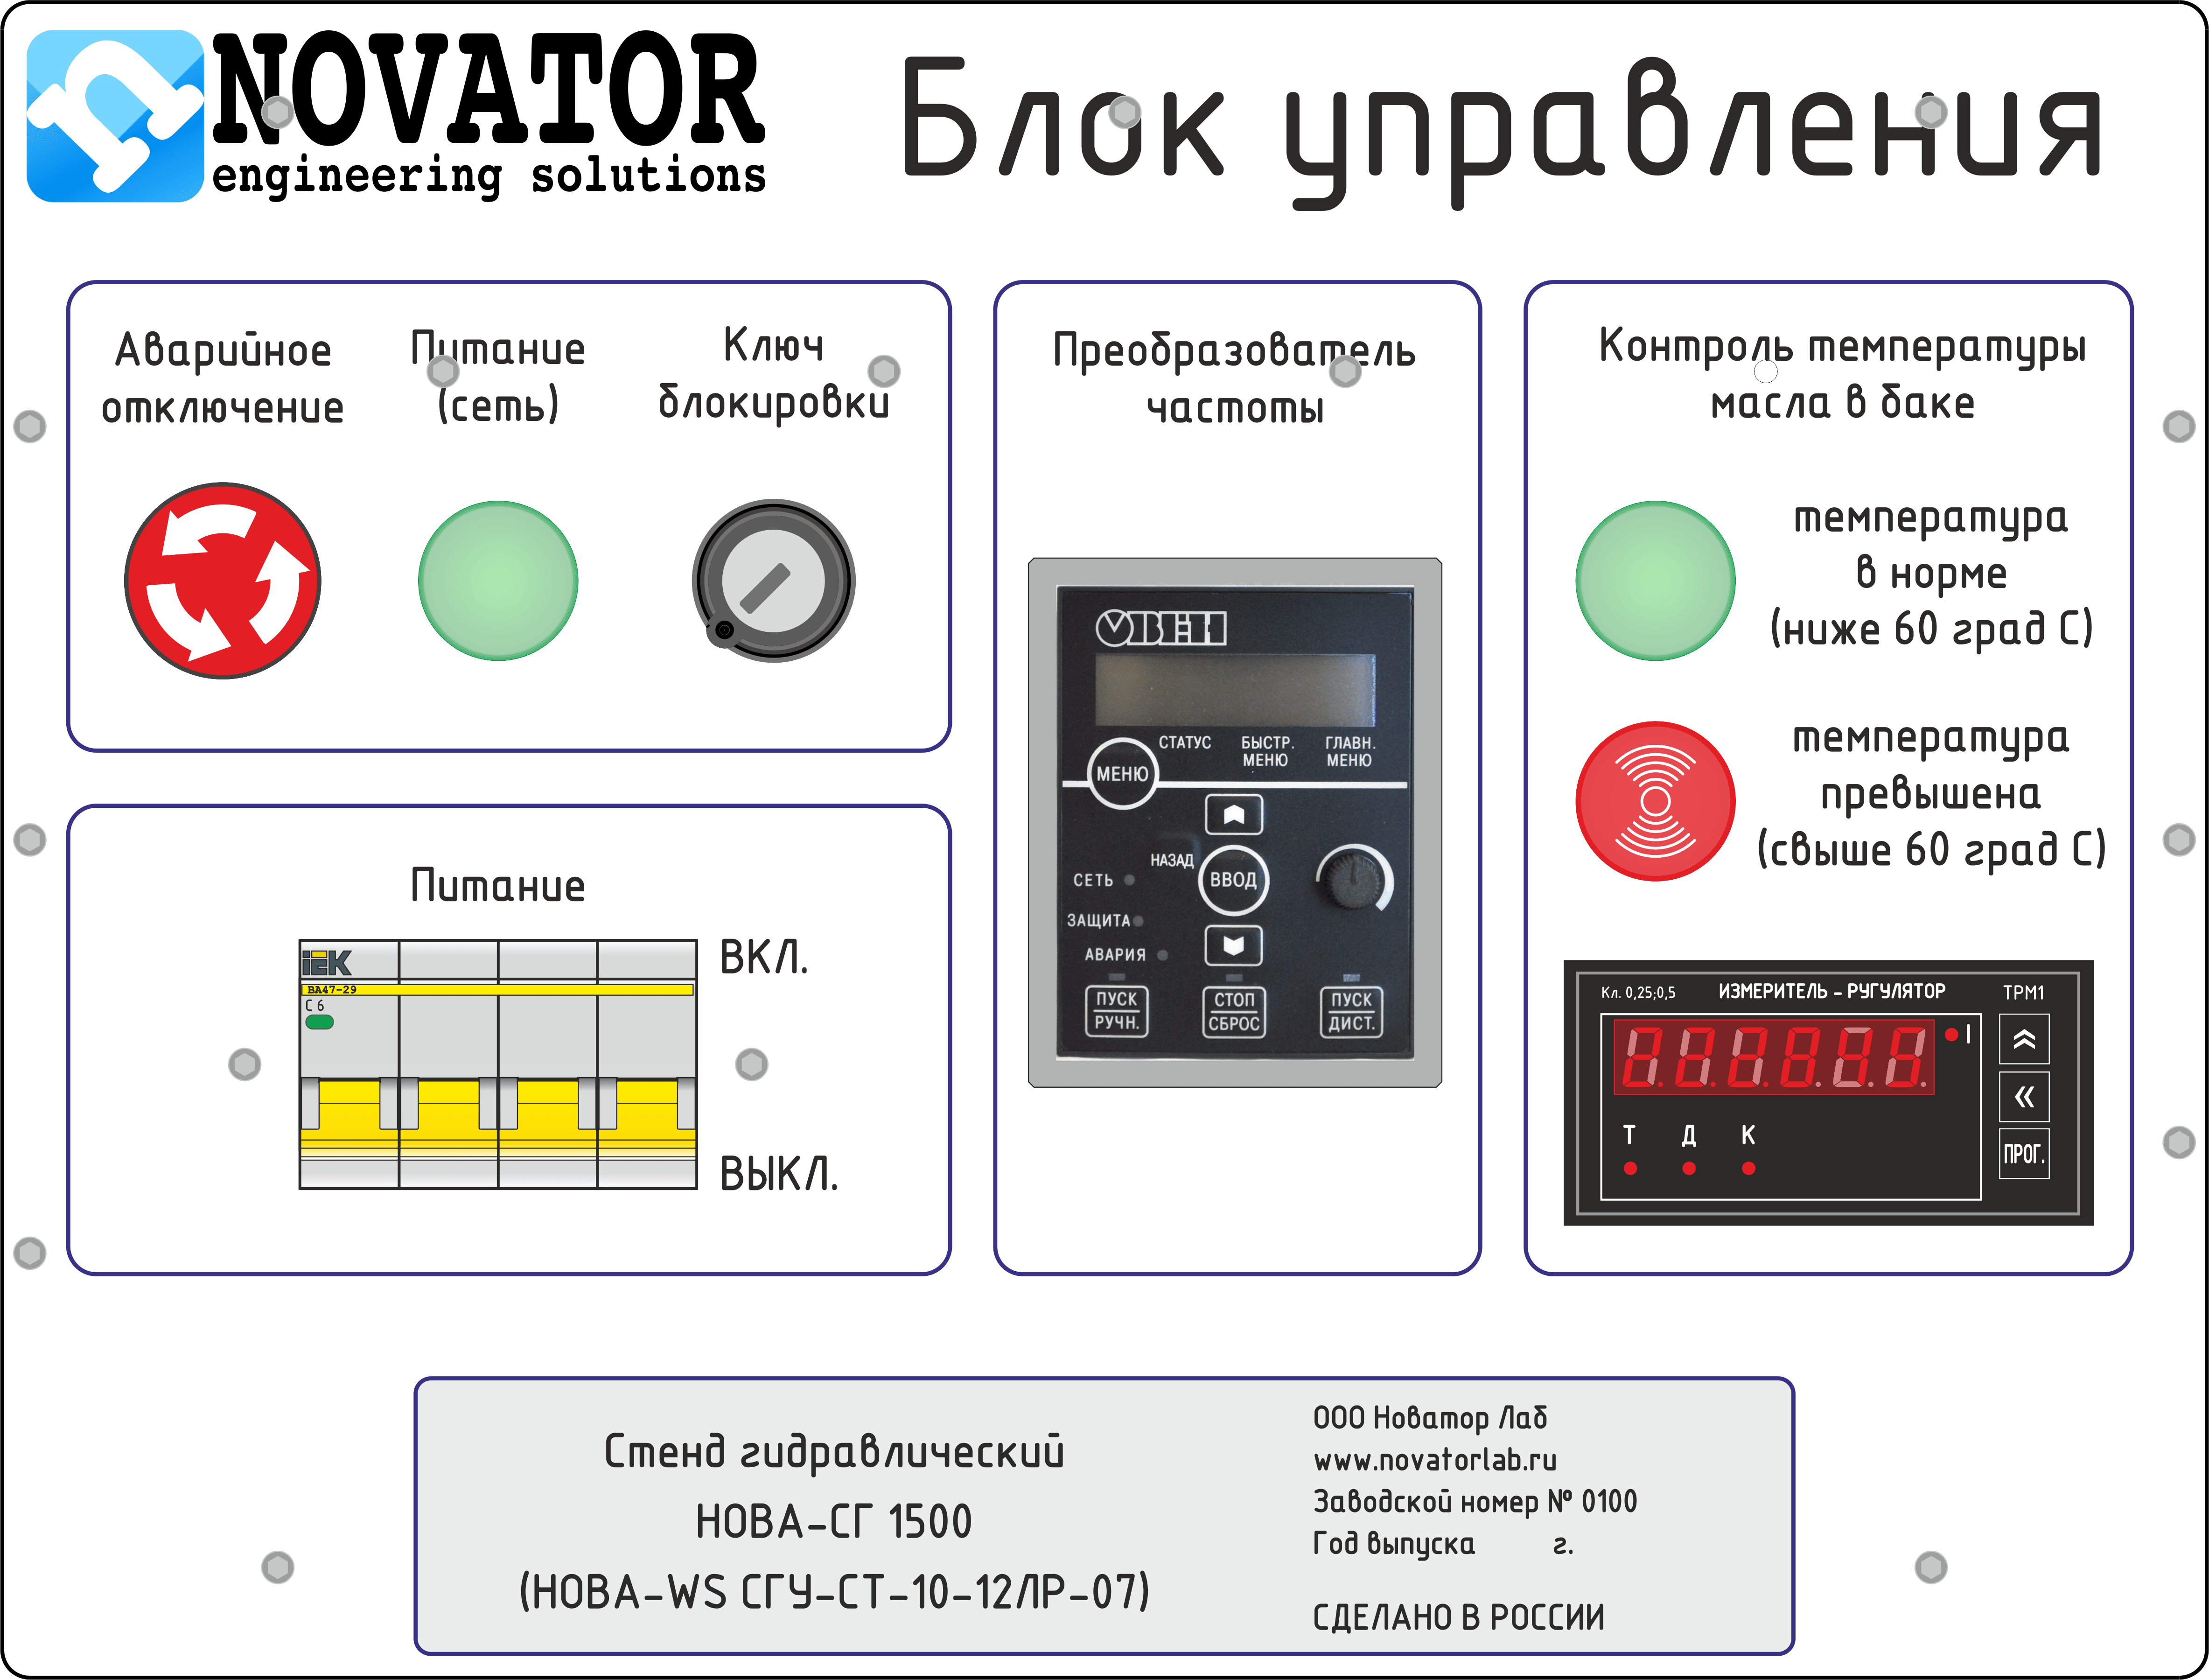 NOVATOR
engineering solutions
Блок управления
Аварийное
отключение
Питание
(сеть)
Ключ
блокировки
Преобразователь
частоты
Контроль температуры
масла в баке
температура
в норме
(ниже 60 град С)
температура
превышена
(свыше 60 град С)
ОВЕН
СТАТУС
БЫСТР.
МЕНЮ
ГЛАВН.
МЕНЮ
МЕНЮ
НАЗАД
ВВОД
СЕТЬ
ЗАЩИТА
АВАРИЯ
ПУСК
РУЧН.
СТОП
СБРОС
ПУСК
ДИСТ.
Питание
ВКЛ.
ВЫКЛ.
iEK
ВА47-29
С 6
Кл. 0,25;0,5
ИЗМЕРИТЕЛЬ - РУГУЛЯТОР
ТРМ1
I
Т Д К
ПРОГ.
Стенд гидравлический
НОВА-СГ 1500
(НОВА-WS СГУ-СТ-10-12ЛР-07)
ООО Новатор Лаб
www.novatorlab.ru
Заводской номер № 0100
Год выпуска г.
СДЕЛАНО В РОССИИ